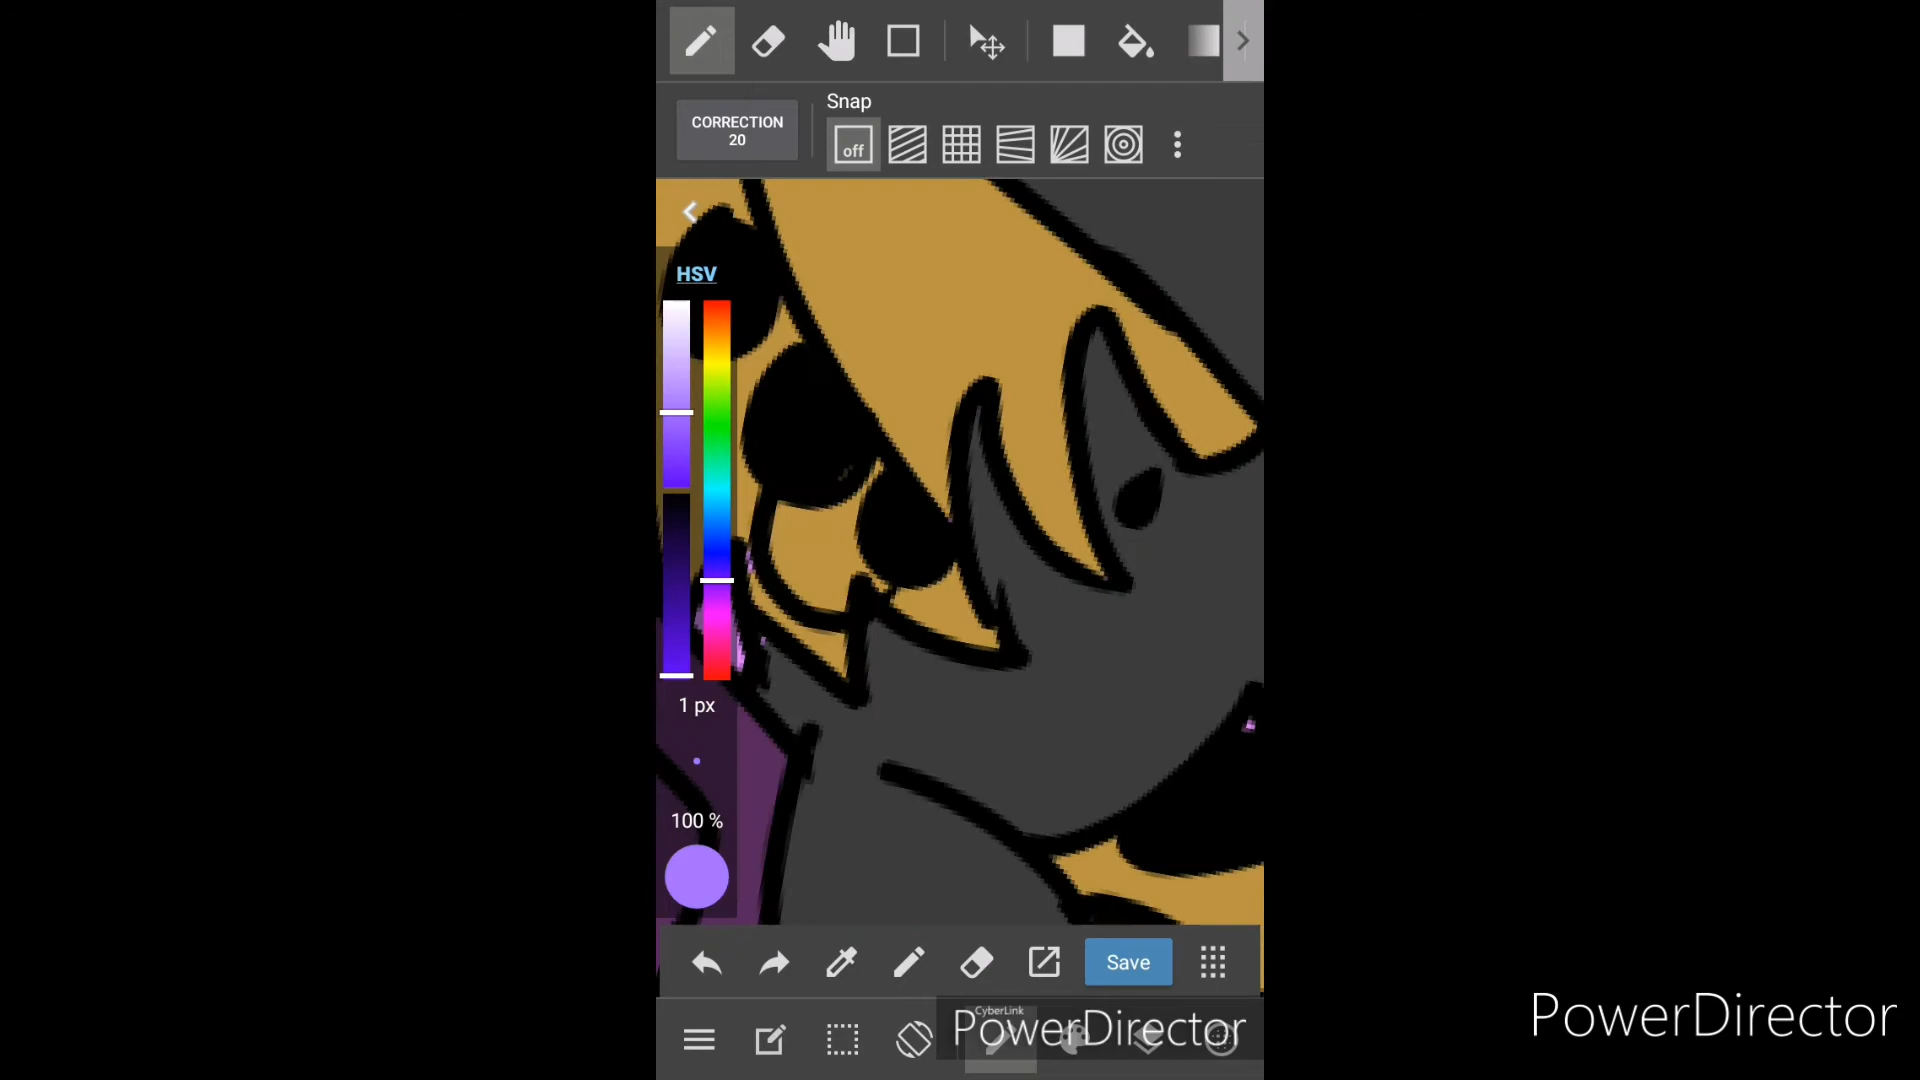 CORRECTION
20
Snap
off
HSV
1 px
100 %
Save
CyberLink
PowerDirector
PowerDirector